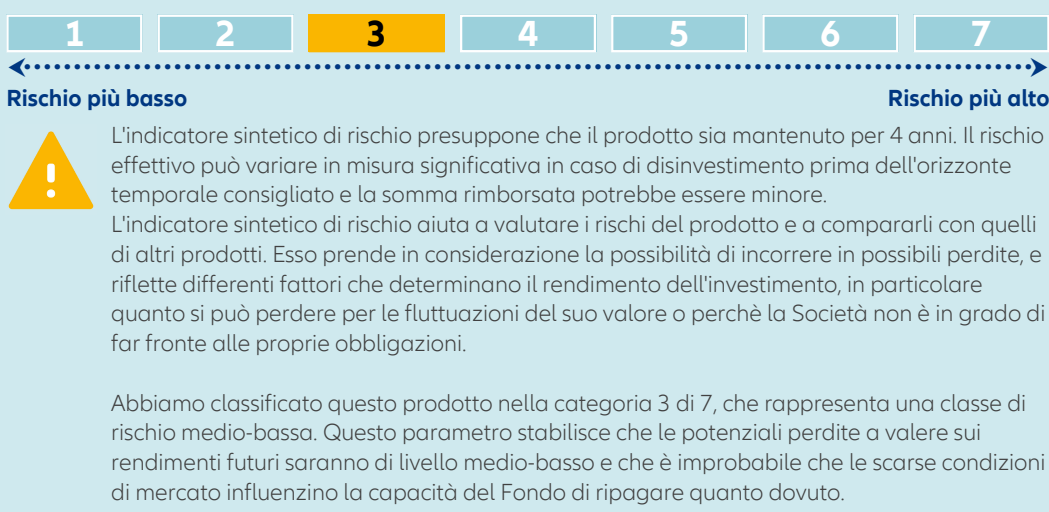 1 2 3 4 5 6 7
Rischio più basso Rischio più alto
L'indicatore sintetico di rischio presuppone che il prodotto sia mantenuto per 4 anni. Il rischio
effettivo può variare in misura significativa in caso di disinvestimento prima dell'orizzonte
temporale consigliato e la somma rimborsata potrebbe essere minore.
L'indicatore sintetico di rischio aiuta a valutare i rischi del prodotto e a compararli con quelli
di altri prodotti. Esso prende in considerazione la possibilità di incorrere in possibili perdite, e
riflette differenti fattori che determinano il rendimento dell'investimento, in particolare
quanto si può perdere per le fluttuazioni del suo valore o perchè la Società non è in grado di
far fronte alle proprie obbligazioni.
Abbiamo classificato questo prodotto nella categoria 3 di 7, che rappresenta una classe di
rischio medio-bassa. Questo parametro stabilisce che le potenziali perdite a valere sui
rendimenti futuri saranno di livello medio-basso e che è improbabile che le scarse condizioni
di mercato influenzino la capacità del Fondo di ripagare quanto dovuto.